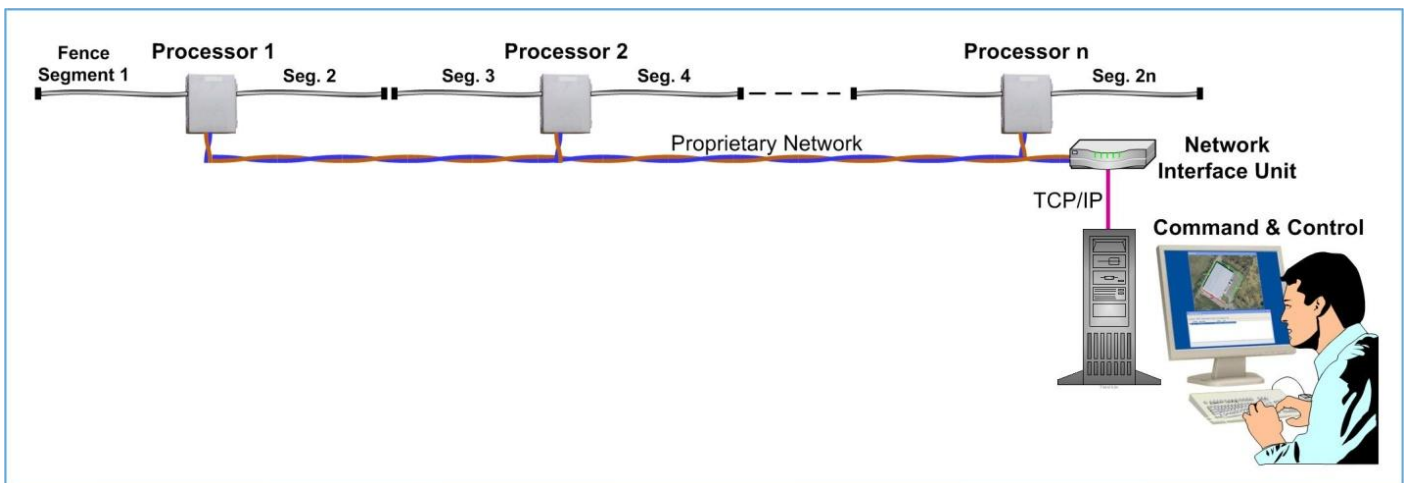 Fence
Segment 1
Processor 1
Seg. 2
Seg. 3
Processor 2
Seg. 4
Processor n
Seg. 2n
Proprietary Network
Network
Interface Unit
TCP/IP
Command & Control